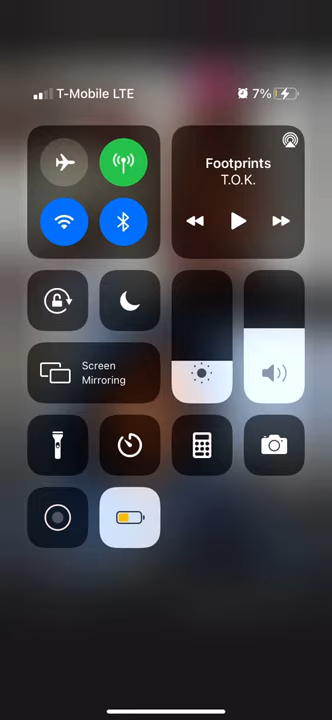 T-Mobile LTE
7%
Footprints
T.O.K.
Screen
Mirroring